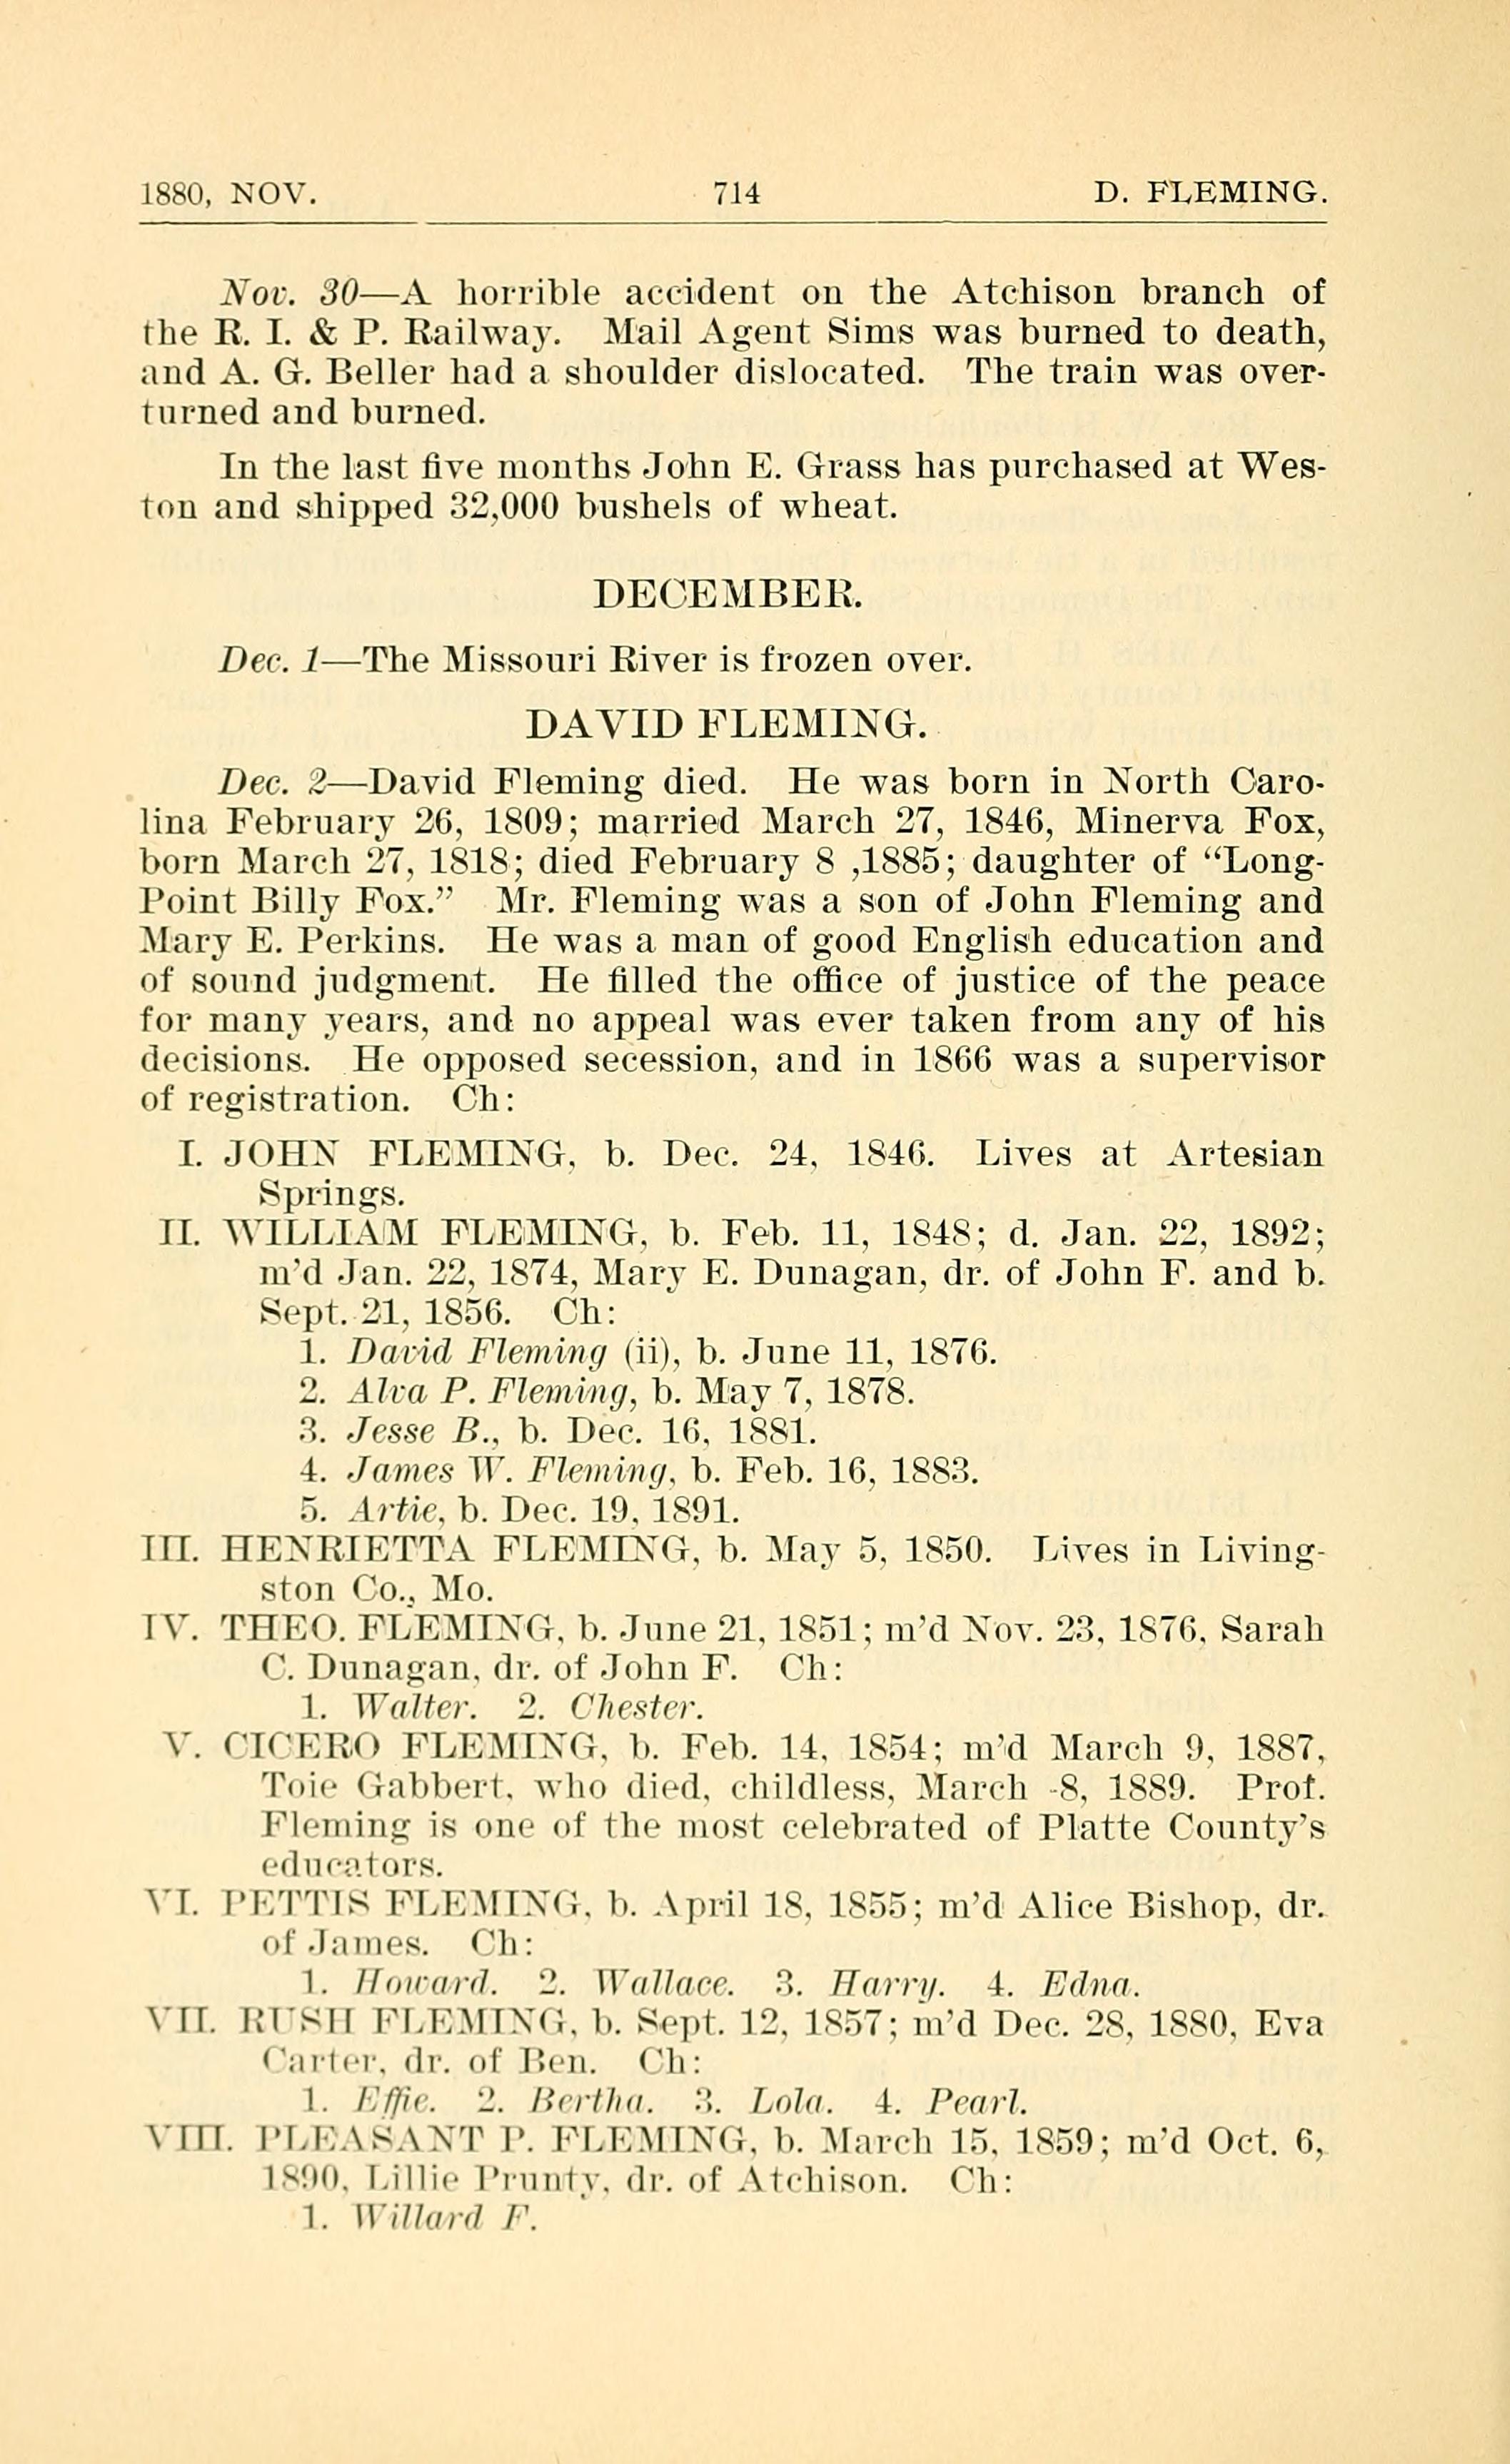 1880, NOV. 714 D. FLEMING.
Nov. 30—A horrible accident on the Atchison branch of
the R. I. & P. Railway. Mail Agent Sims was burned to death,
and A. G. Beller had a shoulder dislocated. The train was over-
turned and burned.
In the last five months John E. Grass has purchased at Wes-
ton and shipped 32,000 bushels of wheat.
DECEMBER.
Dec. 1—The Missouri River is frozen over.
DAVID FLEMING.
Dec. 2—David Fleming died. He was born in North Caro-
lina February 26, 1809; married March 27, 1846, Minerva Fox,
born March 27, 1818; died February 8 ,1885; daughter of “Long-
Point Billy Fox.” Mr. Fleming was a son of John Fleming and
Mary E. Perkins. He was a man of good English education and
of sound judgment. He filled the office of justice of the peace
for many years, and no appeal was ever taken from any of his
decisions. He opposed secession, and in 1866 was a supervisor
of registration. Ch:
I. JOHN FLEMING, b. Dec. 24, 1846. Lives at Artesian
Springs.
II. WILLIAM FLEMING, b. Feb. 11, 1848; d. Jan. 22, 1892;
m’d Jan. 22, 1874, Mary E. Dunagan, dr. of John F. and b.
Sept. 21, 1856. Ch:
1. David Fleming (ii), b. June 11, 1876.
2. Alva P. Fleming, b. May 7, 1878.
3. Jesse B., b. Dec. 16, 1881.
4. James W. Fleming, b. Feb. 16, 1883.
5. Artie, b. Dec. 19, 1891.
III. HENRIETTA FLEMING, b. May 5, 1850. Lives in Living-
ston Co., Mo.
IV. THEO. FLEMING, b. June 21, 1851; m’d Nov. 23, 1876, Sarah
C. Dunagan, dr. of John F. Ch:
1. Walter. 2. Chester.
V. CICERO FLEMING, b. Feb. 14, 1854; m’d March 9, 1887,
Toie Gabbert, who died, childless, March 8, 1889. Prof.
Fleming is one of the most celebrated of Platte County’s
educators.
VI. PETTIS FLEMING, b. April 18, 1855; m’d Alice Bishop, dr.
of James. Ch:
1. Howard. 2. Wallace. 3. Harry. 4. Edna.
VII. RUSH FLEMING, b. Sept. 12, 1857; m’d Dec. 28, 1880, Eva
Carter, dr. of Ben. Ch:
1. Effie. 2. Bertha. 3. Lola. 4. Pearl.
VIII. PLEASANT P. FLEMING, b. March 15, 1859; m’d Oct. 6,
1890, Lillie Prunty, dr. of Atchison. Ch:
1. Willard F.